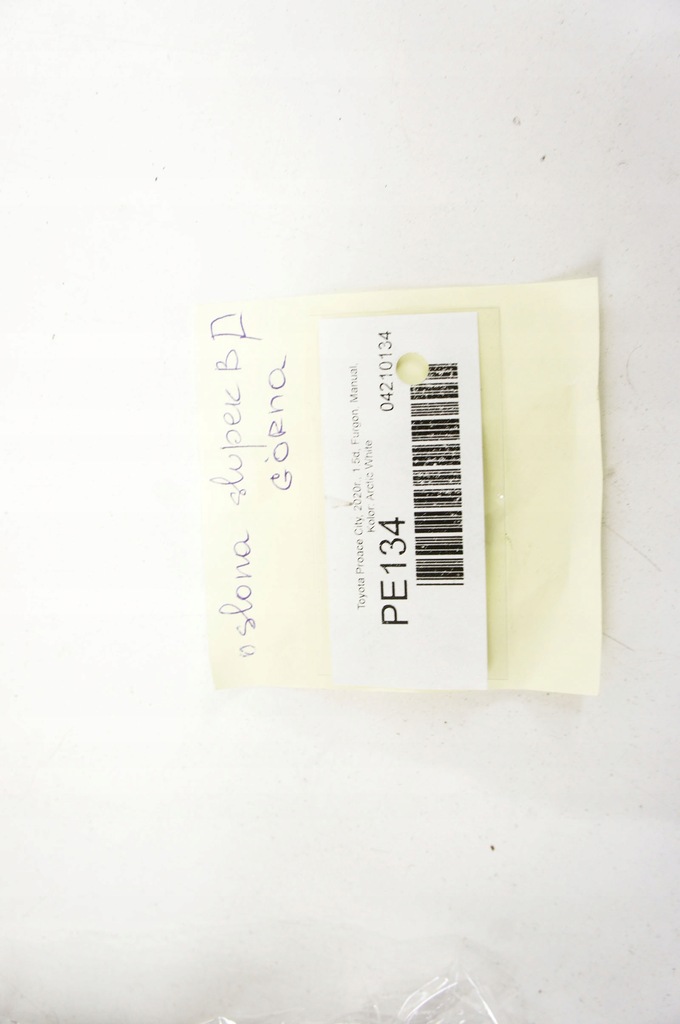 osłona słupek B
GÓRNA
Toyota Proace City, 2020r., 1.5d, Furgon, Manual,
Kolor: Arctic White
PE134
04210134